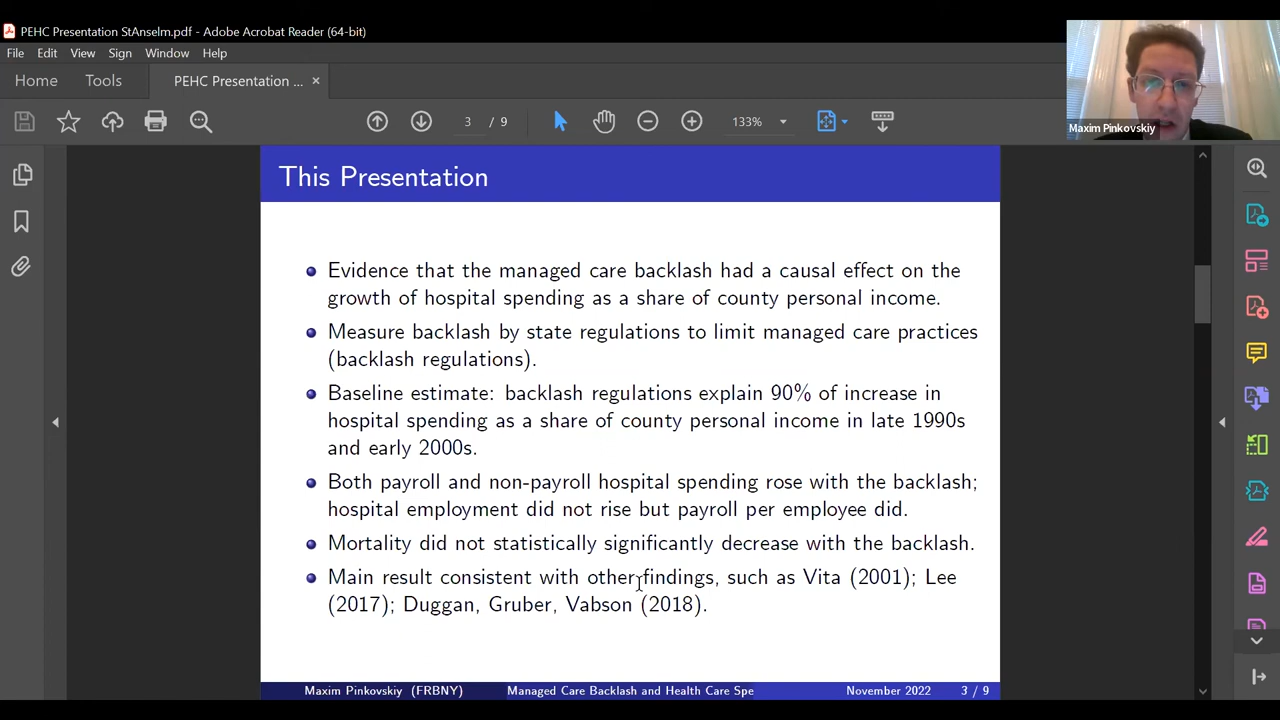 PEHC Presentation StAnselm.pdf - Adobe Acrobat Reader (64-bit)
File Edit View Sign Window Help
Home Tools PEHC Presentation ... ×
3 / 9 133%
Maxim Pinkovskiy
This Presentation
Evidence that the managed care backlash had a causal effect on the
growth of hospital spending as a share of county personal income.
Measure backlash by state regulations to limit managed care practices
(backlash regulations).
Baseline estimate: backlash regulations explain 90% of increase in
hospital spending as a share of county personal income in late 1990s
and early 2000s.
Both payroll and non-payroll hospital spending rose with the backlash;
hospital employment did not rise but payroll per employee did.
Mortality did not statistically significantly decrease with the backlash.
Main result consistent with other findings, such as Vita (2001); Lee
(2017); Duggan, Gruber, Vabson (2018).
Maxim Pinkovskiy (FRBNY) Managed Care Backlash and Health Care Spe November 2022 3 / 9